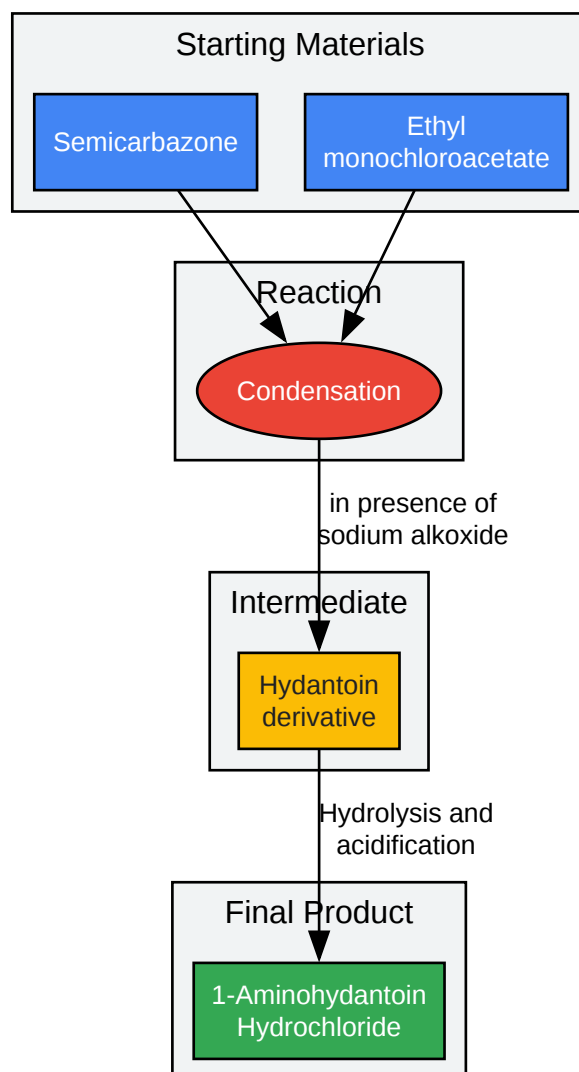 Starting Materials
Semicarbazone
Ethyl
monochloroacetate
Reaction
Condensation
in presence of
sodium alkoxide
Intermediate
Hydantoin
derivative
Hydrolysis and
acidification
Final Product
1-Aminohydantoin
Hydrochloride